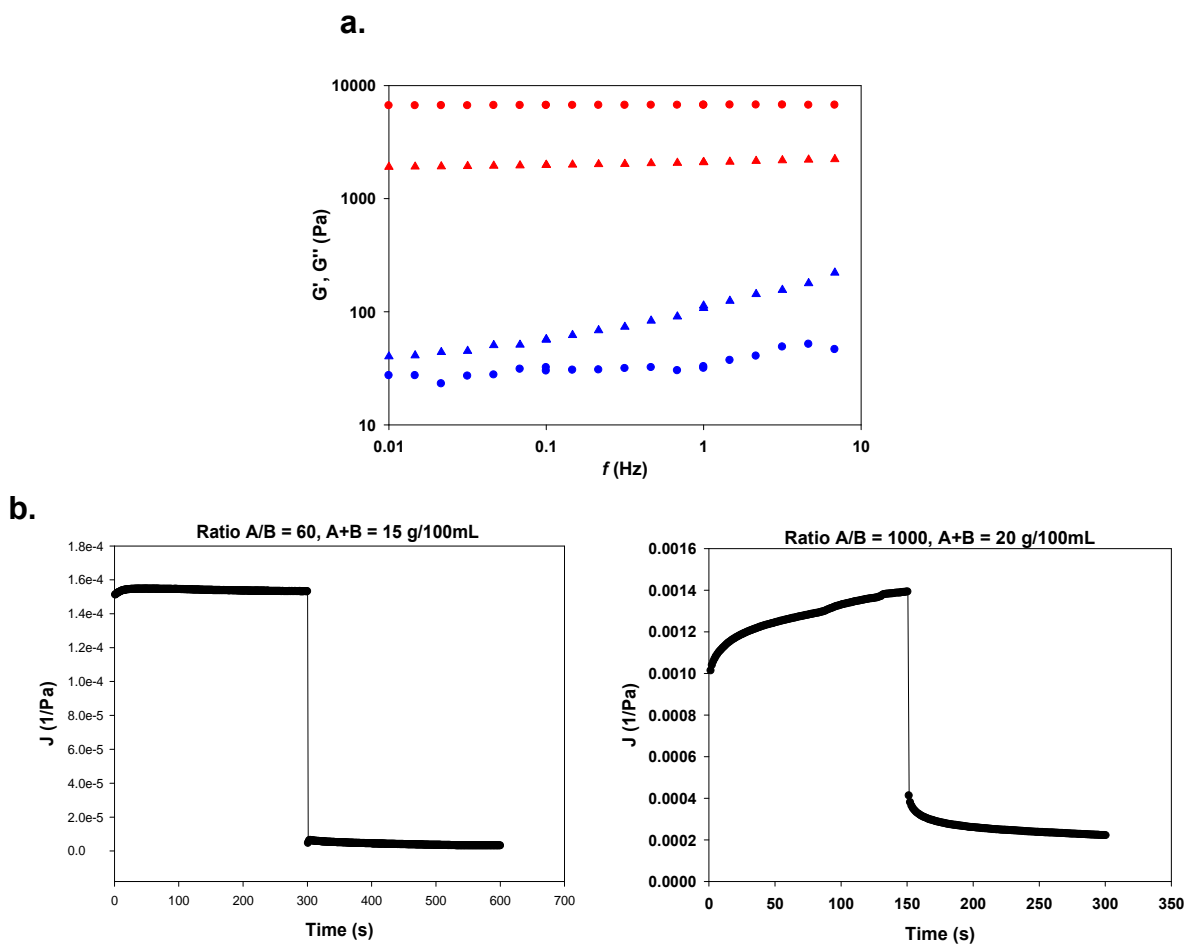 a.
10000
1000
100
10
G', G'' (Pa)
0.01 0.1 1 10
f (Hz)
b.
Ratio A/B = 60, A+B = 15 g/100mL
1.8e-4
1.6e-4
1.4e-4
1.2e-4
1.0e-4
8.0e-5
6.0e-5
4.0e-5
2.0e-5
0.0
J (1/Pa)
0 100 200 300 400 500 600 700
Time (s)
Ratio A/B = 1000, A+B = 20 g/100mL
0.0016
0.0014
0.0012
0.0010
0.0008
0.0006
0.0004
0.0002
0.0000
J (1/Pa)
0 50 100 150 200 250 300 350
Time (s)